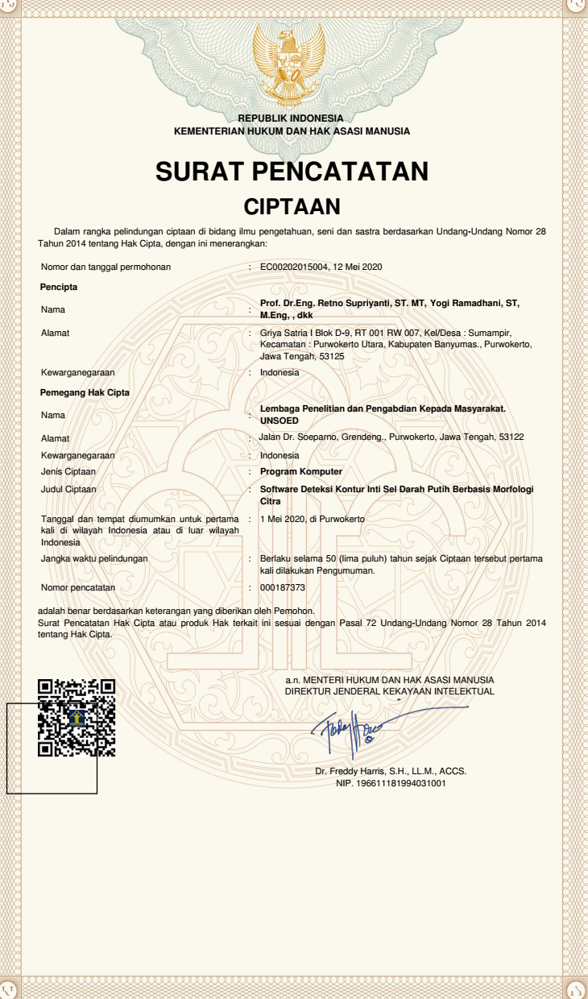 REPUBLIK INDONESIA
KEMENTERIAN HUKUM DAN HAK ASASI MANUSIA
SURAT PENCATATAN
CIPTAAN
Dalam rangka pelindungan ciptaan di bidang ilmu pengetahuan, seni dan sastra berdasarkan Undang-Undang Nomor 28
Tahun 2014 tentang Hak Cipta, dengan ini menerangkan:
Nomor dan tanggal permohonan : EC00202015004, 12 Mei 2020
Pencipta
Nama : Prof. Dr.Eng. Retno Supriyanti, ST. MT, Yogi Ramadhani, ST,
M.Eng, , dkk
Alamat : Griya Satria I Blok D-9, RT 001 RW 007, Kel/Desa : Sumampir,
Kecamatan : Purwokerto Utara, Kabupaten Banyumas., Purwokerto,
Jawa Tengah, 53125
Kewarganegaraan : Indonesia
Pemegang Hak Cipta
Nama : Lembaga Penelitian dan Pengabdian Kepada Masyarakat.
UNSOED
Alamat : Jalan Dr. Soeparno, Grendeng., Purwokerto, Jawa Tengah, 53122
Kewarganegaraan : Indonesia
Jenis Ciptaan : Program Komputer
Judul Ciptaan : Software Deteksi Kontur Inti Sel Darah Putih Berbasis Morfologi
Citra
Tanggal dan tempat diumumkan untuk pertama : 1 Mei 2020, di Purwokerto
kali di wilayah Indonesia atau di luar wilayah
Indonesia
Jangka waktu pelindungan : Berlaku selama 50 (lima puluh) tahun sejak Ciptaan tersebut pertama
kali dilakukan Pengumuman.
Nomor pencatatan : 000187373
adalah benar berdasarkan keterangan yang diberikan oleh Pemohon.
Surat Pencatatan Hak Cipta atau produk Hak terkait ini sesuai dengan Pasal 72 Undang-Undang Nomor 28 Tahun 2014
tentang Hak Cipta.
a.n. MENTERI HUKUM DAN HAK ASASI MANUSIA
DIREKTUR JENDERAL KEKAYAAN INTELEKTUAL
Dr. Freddy Harris, S.H., LL.M., ACCS.
NIP. 196611181994031001